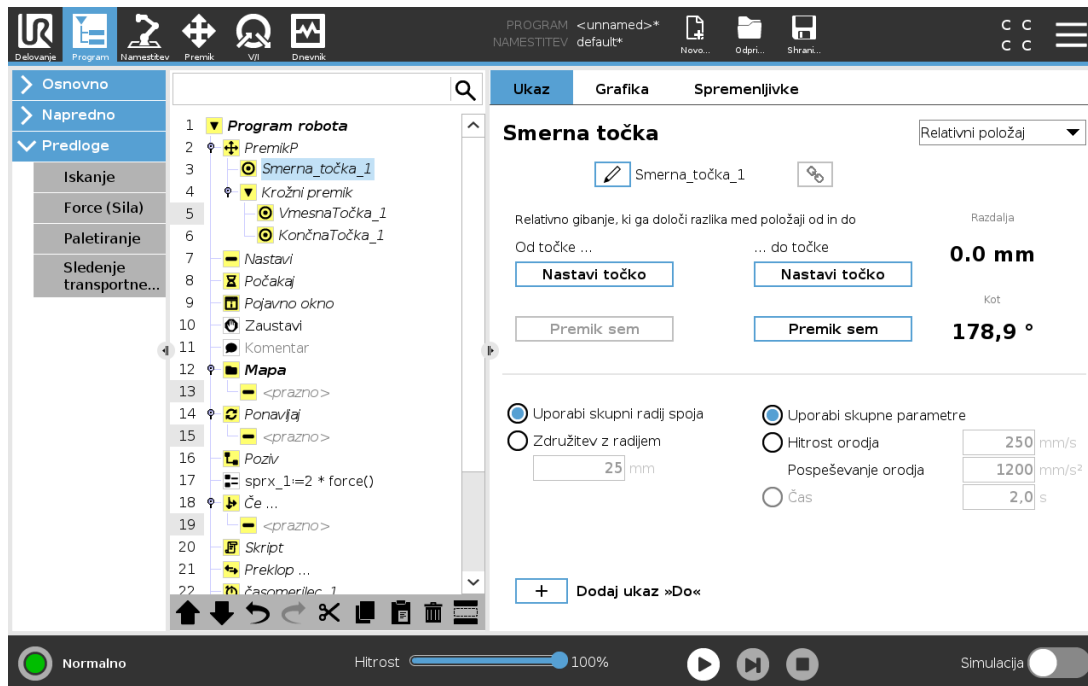 PROGRAM <unnamed>*
NAMESTITEV default*
Delovanje Program Namestitev Premik V/I Dnevnik
Novo... Odpri... Shrani...
C C
C C
Osnovno
Napredno
Predloge
Iskanje
Force (Sila)
Paletiranje
Sledenje
transportne...
1 Program robota
2 PremikP
3 Smerna_točka_1
4 Krožni premik
5 VmesnaTočka_1
6 KončnaTočka_1
7 Nastavi
8 Počakaj
9 Pojavno okno
10 Zaustavi
11 Komentar
12 Mapa
13 <prazno>
14 Ponavljaj
15 <prazno>
16 Poziv
17 sprx_1:=2 * force()
18 Če ...
19 <prazno>
20 Skript
21 Preklop ...
22 časomerilec_1
Ukaz Grafika Spremenljivke
Smerna točka
Relativni položaj
Smerna_točka_1
Relativno gibanje, ki ga določi razlika med položaji od in do
Razdalja
Od točke ... ... do točke
0.0 mm
Nastavi točko Nastavi točko
Kot
Premik sem Premik sem
178,9 °
Uporabi skupni radij spoja
Združitev z radijem
25 mm
Uporabi skupne parametre
Hitrost orodja 250 mm/s
Pospeševanje orodja 1200 mm/s²
Čas 2,0 s
+ Dodaj ukaz »Do«
Normalno
Hitrost 100%
Simulacija